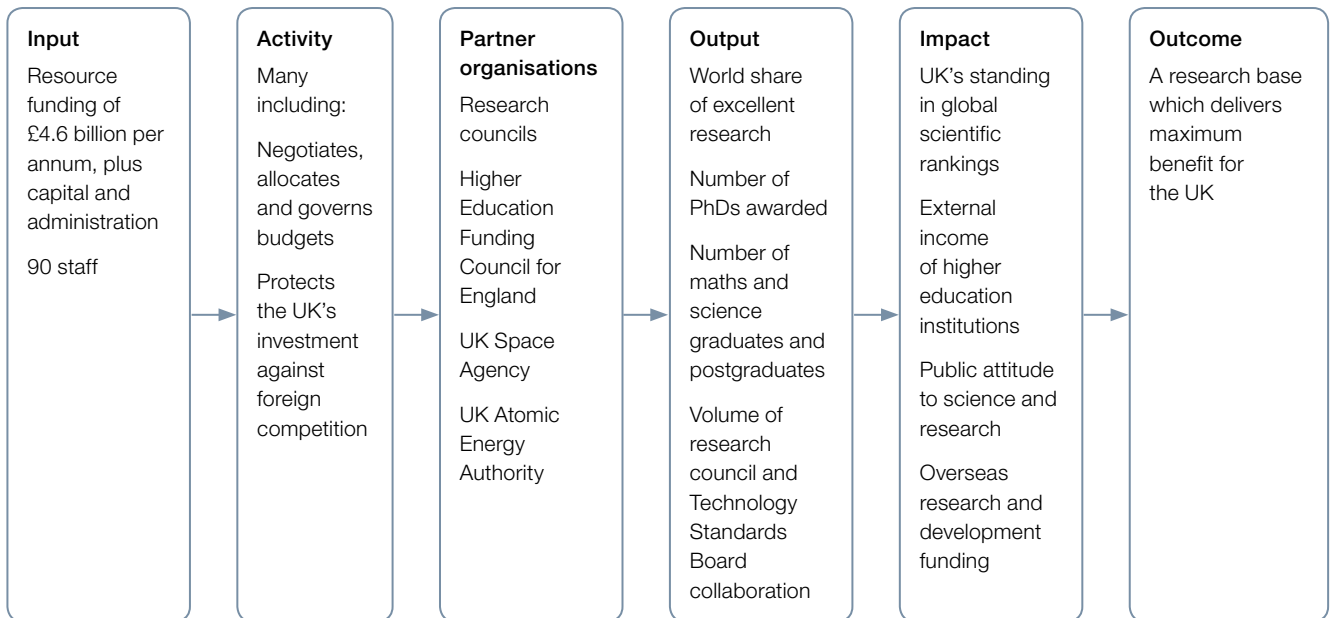 Input
Resource
funding of
£4.6 billion per
annum, plus
capital and
administration
90 staff
Activity
Many
including:
Negotiates,
allocates
and governs
budgets
Protects
the UK's
investment
against
foreign
competition
Partner
organisations
Research
councils
Higher
Education
Funding
Council for
England
UK Space
Agency
UK Atomic
Energy
Authority
Output
World share
of excellent
research
Number of
PhDs awarded
Number of
maths and
science
graduates and
postgraduates
Volume of
research
council and
Technology
Standards
Board
collaboration
Impact
UK's standing
in global
scientific
rankings
External
income
of higher
education
institutions
Public attitude
to science and
research
Overseas
research and
development
funding
Outcome
A research base
which delivers
maximum
benefit for
the UK